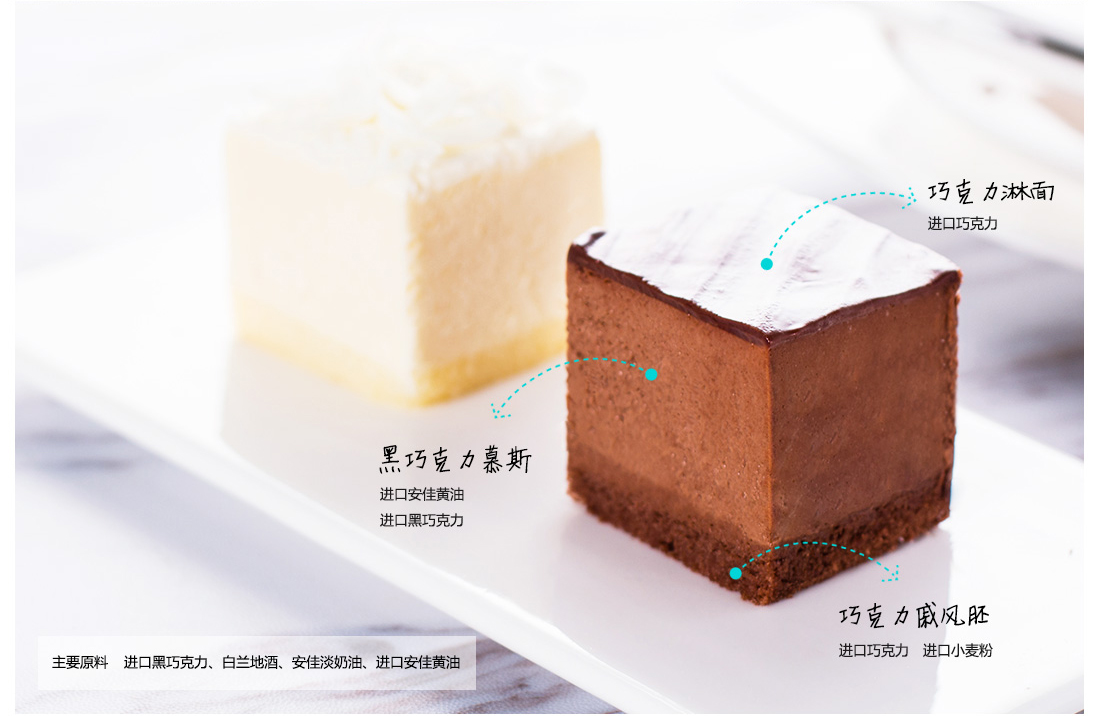 巧克力淋面
进口巧克力
黑巧克力慕斯
进口安佳黄油
进口黑巧克力
巧克力戚风胚
进口巧克力 进口小麦粉
主要原料 进口黑巧克力、白兰地酒、安佳淡奶油、进口安佳黄油